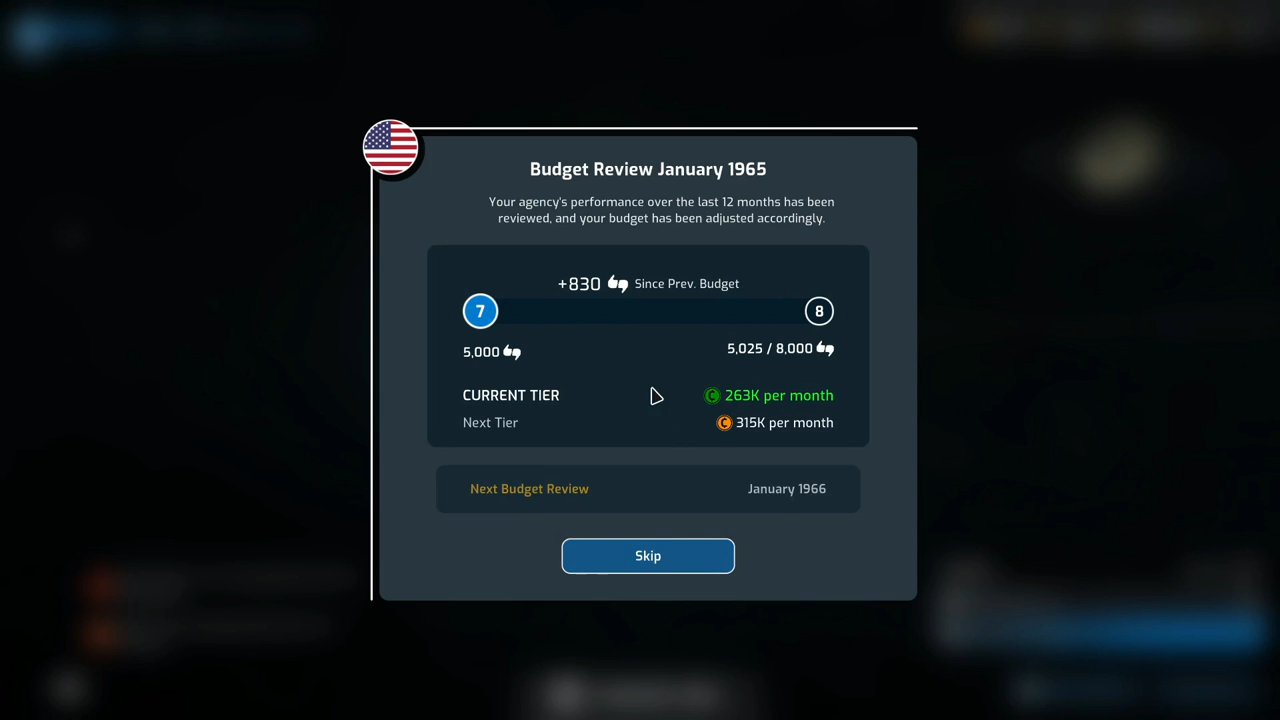 Budget Review January 1965
Your agency's performance over the last 12 months has been
reviewed, and your budget has been adjusted accordingly.
+830 Since Prev. Budget
7 8
5,000 5,025 / 8,000
CURRENT TIER C 263K per month
Next Tier C 315K per month
Next Budget Review January 1966
Skip